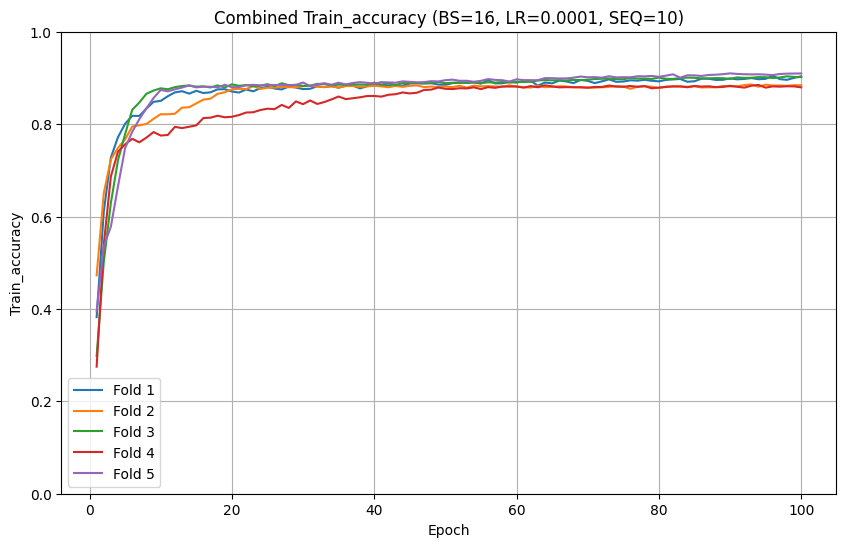 Combined Train_accuracy (BS=16, LR=0.0001, SEQ=10)
1.0
0.8
0.6
0.4
0.2
0.0
Train_accuracy
Fold 1
Fold 2
Fold 3
Fold 4
Fold 5
0 20 40 60 80 100
Epoch